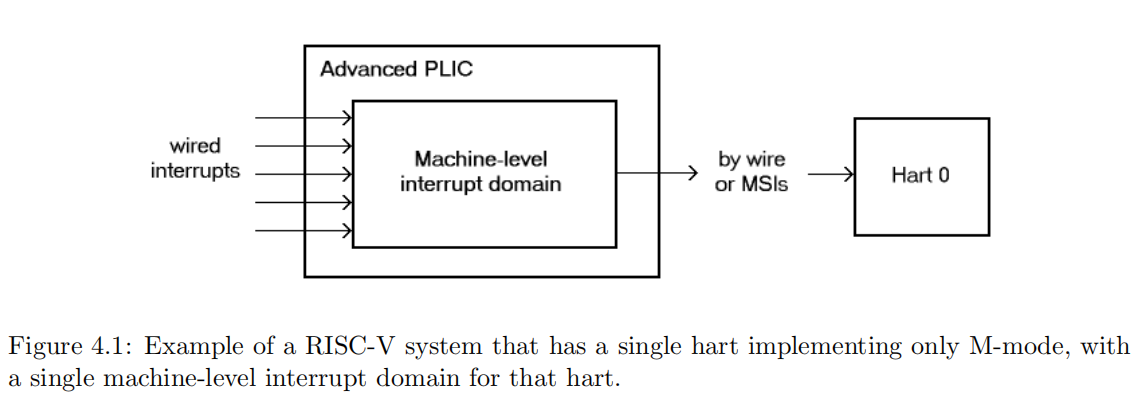 Advanced PLIC
wired
interrupts
Machine-level
interrupt domain
by wire
or MSIs
Hart 0
Figure 4.1: Example of a RISC-V system that has a single hart implementing only M-mode, with
a single machine-level interrupt domain for that hart.